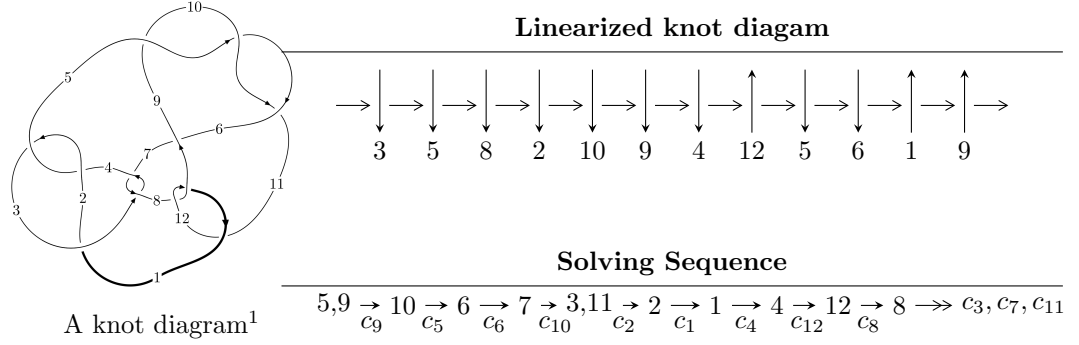 10
5
9
6
7
4
2
8
11
3
12
1
A knot diagram¹
Linearized knot diagam
3 5 8 2 10 9 4 12 5 6 1 9
Solving Sequence
5,9 → 10 → 6 → 7 → 3,11 → 2 → 1 → 4 → 12 → 8 →→ c₃, c₇, c₁₁
c₉ c₅ c₆ c₁₀ c₂ c₁ c₄ c₁₂ c₈